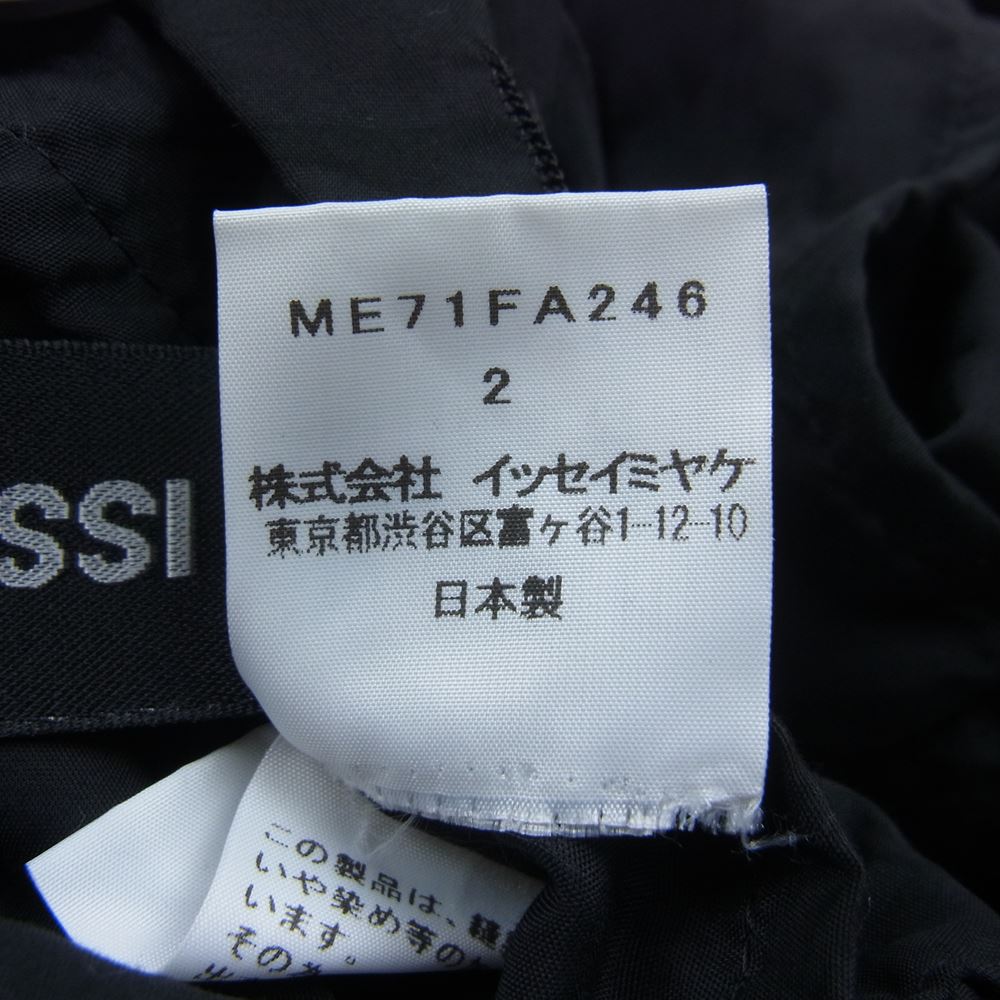 ME71FA246
2
株式会社 イッセイミヤケ
東京都渋谷区富ヶ谷1-12-10
日本製
SSI
この製品は、縫
いや染め等の
います。
その為